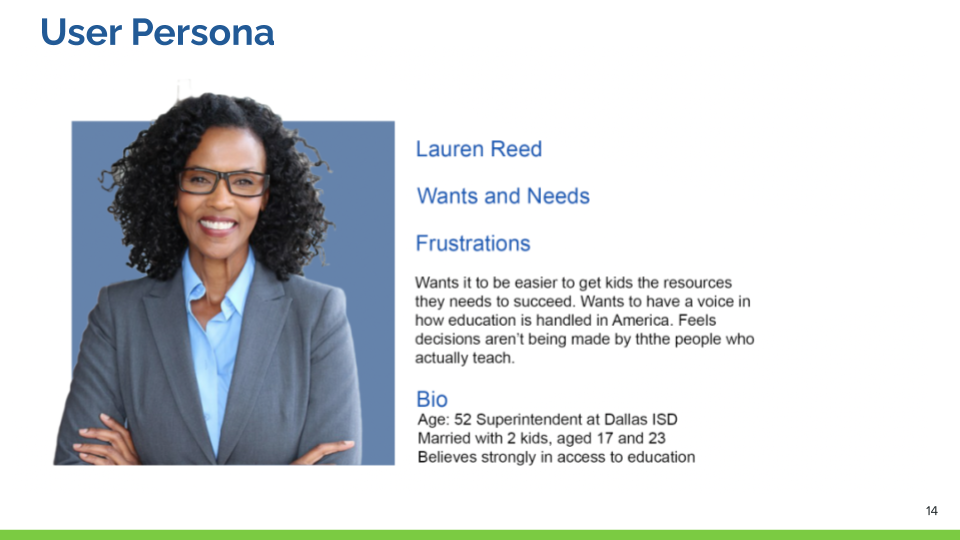 User Persona
Lauren Reed
Wants and Needs
Frustrations
Wants it to be easier to get kids the resources
they needs to succeed. Wants to have a voice in
how education is handled in America. Feels
decisions aren't being made by ththe people who
actually teach.
Bio
Age: 52 Superintendent at Dallas ISD
Married with 2 kids, aged 17 and 23
Believes strongly in access to education
14